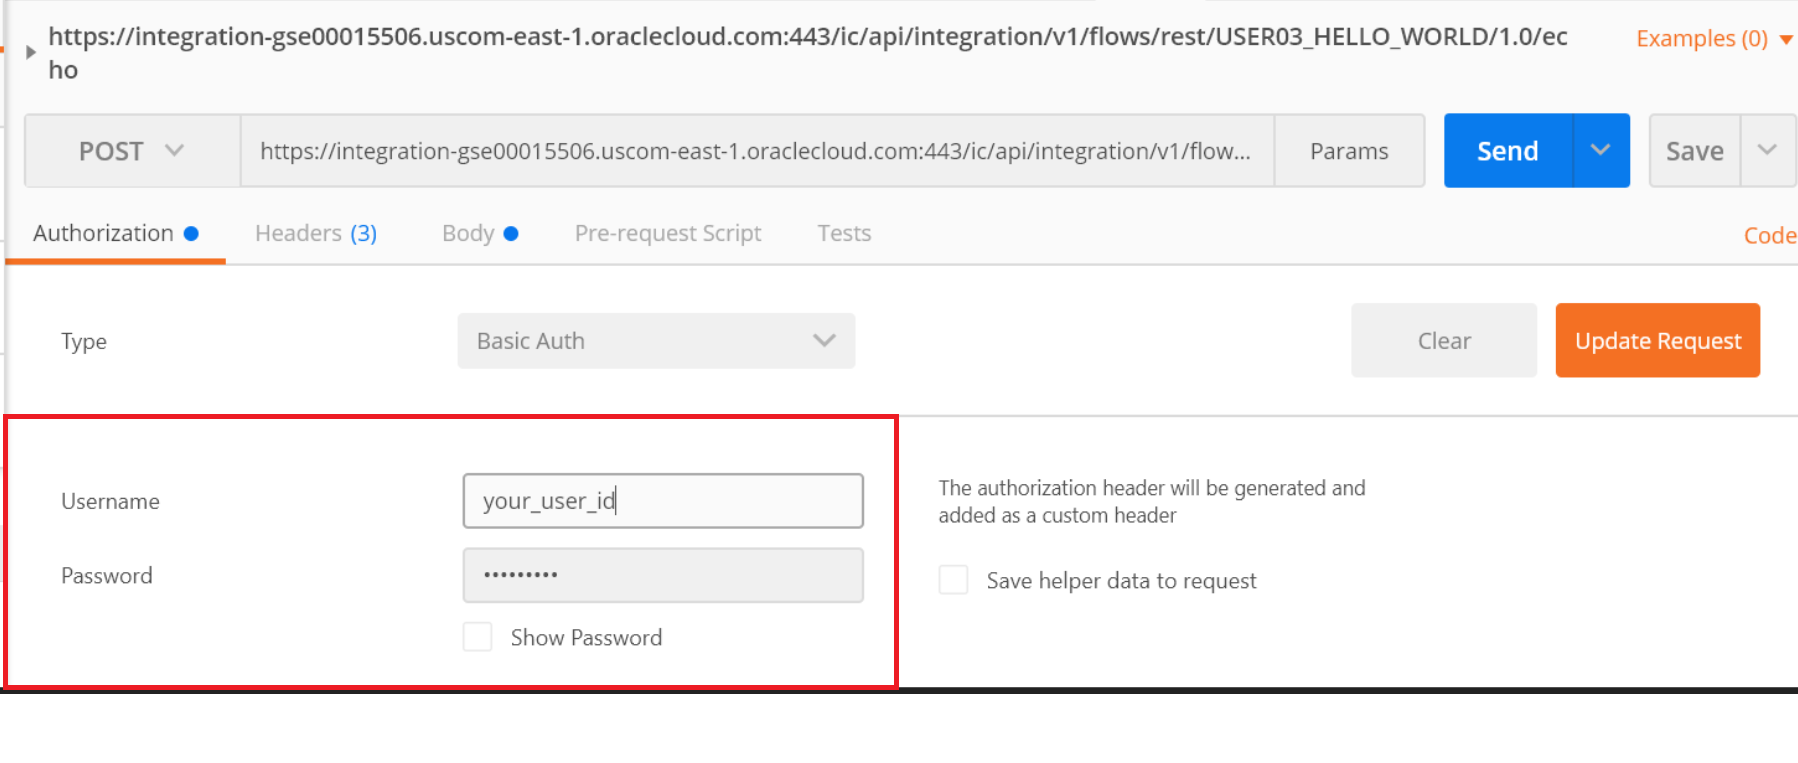 https://integration-gse00015506.uscom-east-1.oraclecloud.com:443/ic/api/integration/v1/flows/rest/USER03_HELLO_WORLD/1.0/ec
ho
Examples (0)
POST
https://integration-gse00015506.uscom-east-1.oraclecloud.com:443/ic/api/integration/v1/flow...
Params
Send
Save
Authorization
Headers (3)
Body
Pre-request Script
Tests
Code
Type
Basic Auth
Clear
Update Request
Username
your_user_id
The authorization header will be generated and
added as a custom header
Password
•••••••••
Save helper data to request
Show Password